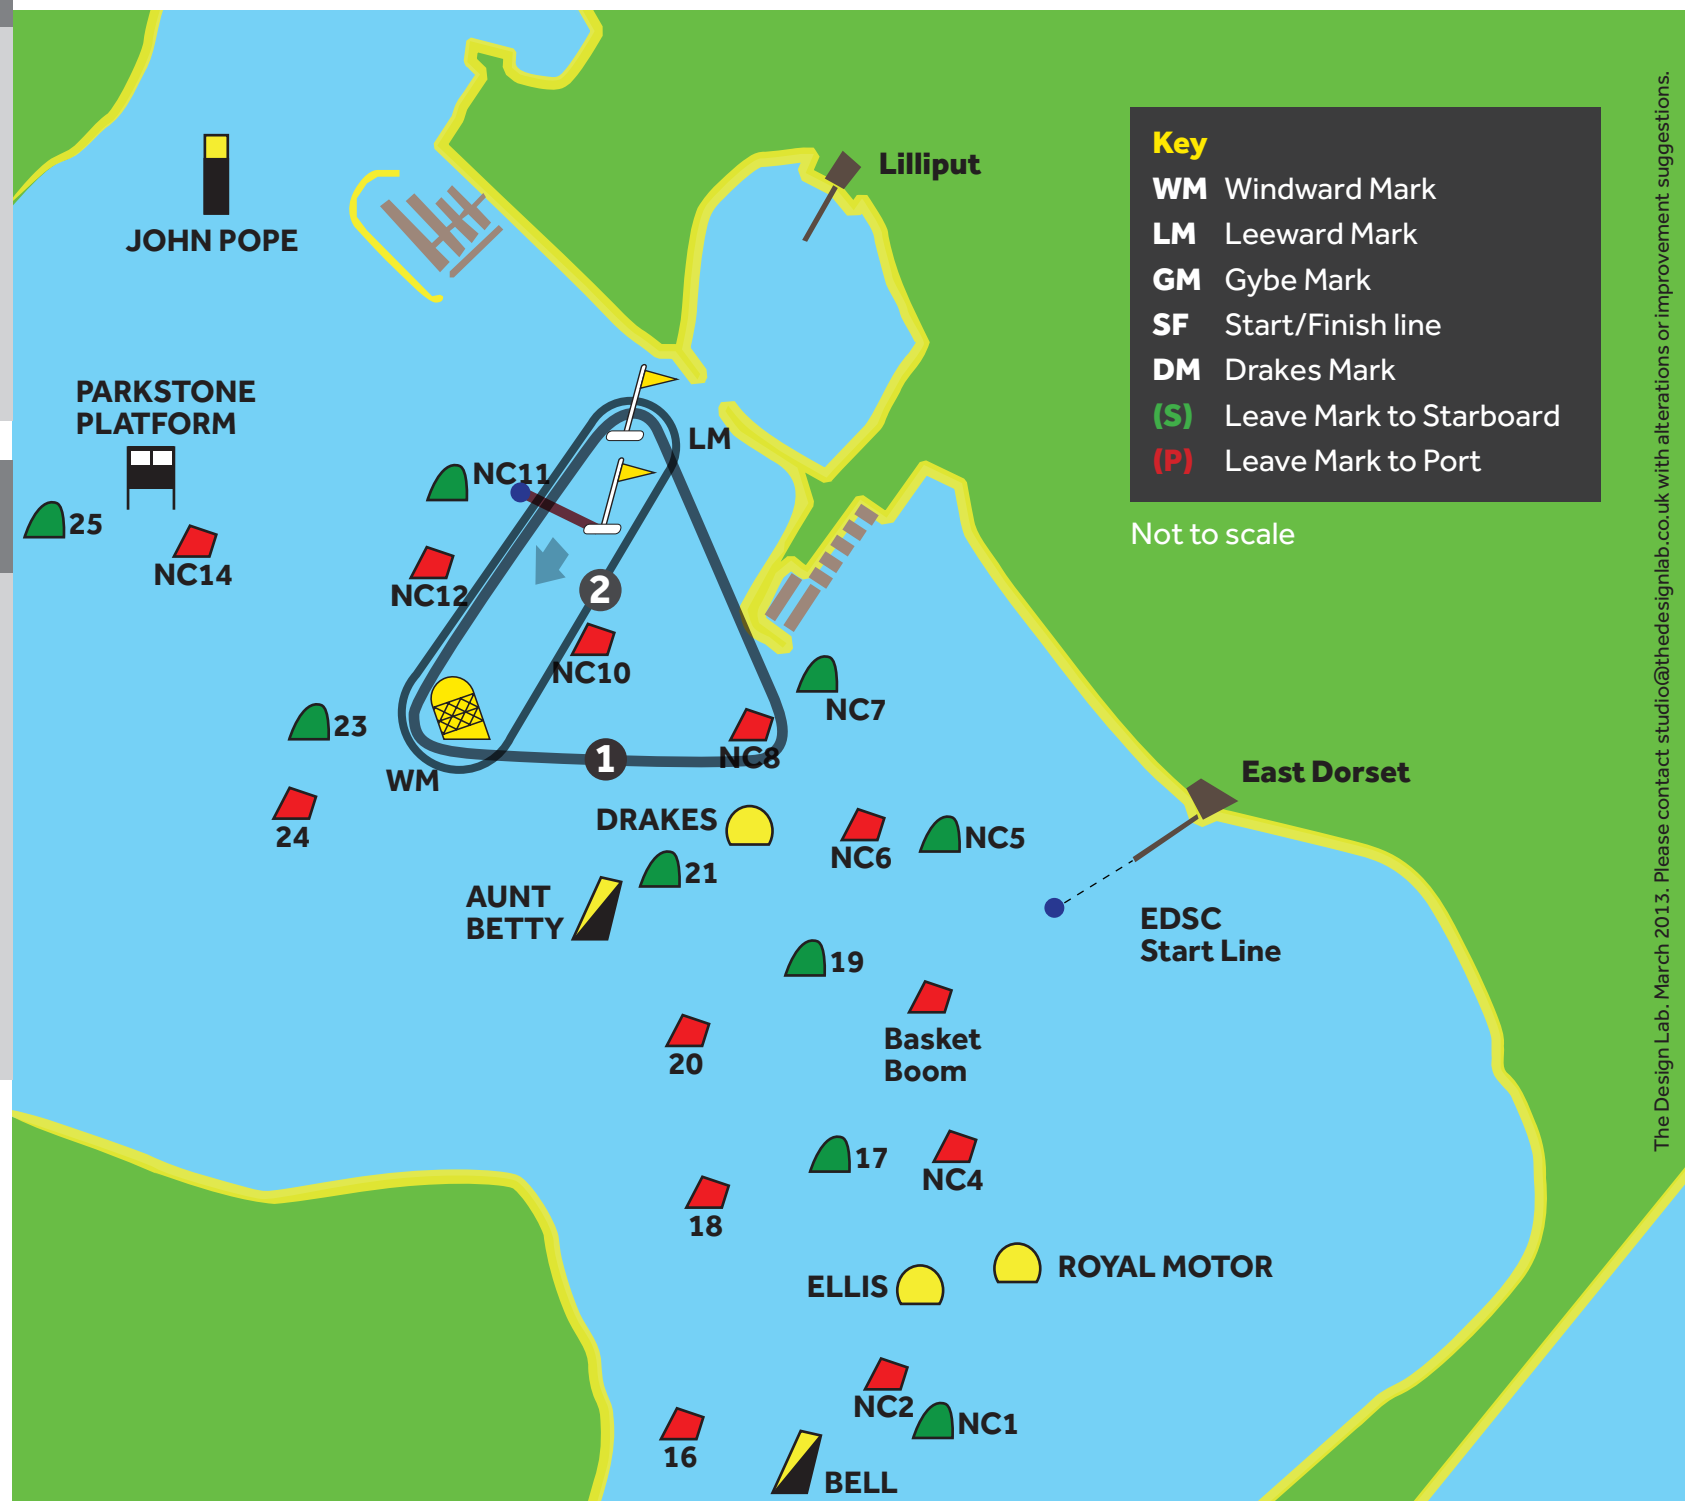 Key
WM Windward Mark
LM Leeward Mark
GM Gybe Mark
SF Start/Finish line
DM Drakes Mark
(S) Leave Mark to Starboard
(P) Leave Mark to Port
Not to scale
Lilliput
JOHN POPE
PARKSTONE
PLATFORM
LM
NC11
25
NC14
NC12
2
NC10
NC7
23
NC8
1
WM
24
East Dorset
DRAKES
NC6
NC5
21
AUNT
BETTY
EDSC
Start Line
19
Basket
Boom
20
17
NC4
18
ROYAL MOTOR
ELLIS
NC2
NC1
16
BELL
The Design Lab. March 2013. Please contact studio@thedesignlab.co.uk with alterations or improvement suggestions.